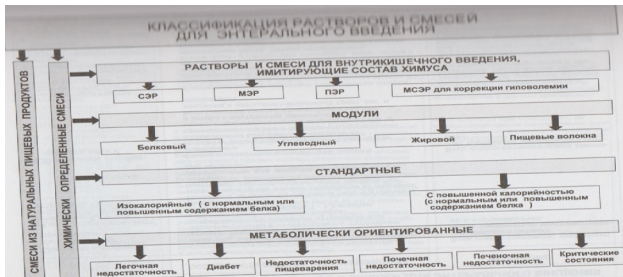 КЛАССИФИКАЦИЯ РАСТВОРОВ И СМЕСЕЙ
ДЛЯ ЭНТЕРАЛЬНОГО ВВЕДЕНИЯ
СМЕСИ ИЗ НАТУРАЛЬНЫХ ПИЩЕВЫХ ПРОДУКТОВ
ХИМИЧЕСКИ ОПРЕДЕЛЕННЫЕ СМЕСИ
РАСТВОРЫ И СМЕСИ ДЛЯ ВНУТРИКИШЕЧНОГО ВВЕДЕНИЯ,
ИМИТИРУЮЩИЕ СОСТАВ ХИМУСА
СЭР
МЭР
ПЭР
МСЭР для коррекции гиповолемии
МОДУЛИ
Белковый
Углеводный
Жировой
Пищевые волокна
СТАНДАРТНЫЕ
Изокалорийные ( с нормальным или
повышенным содержанием белка)
С повышенной калорийностью
(с нормальным или повышенным
содержанием белка )
МЕТАБОЛИЧЕСКИ ОРИЕНТИРОВАННЫЕ
Легочная
недостаточность
Диабет
Недостаточность
пищеварения
Почечная
недостаточность
Печеночная
недостаточность
Критические
состояния